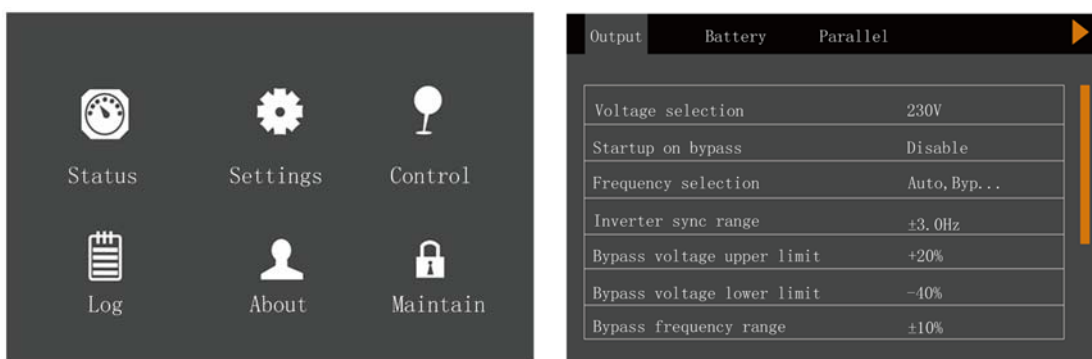 Status Settings Control
Log About Maintain
Output Battery Parallel
Voltage selection 230V
Startup on bypass Disable
Frequency selection Auto,Byp...
Inverter sync range ±3.0Hz
Bypass voltage upper limit +20%
Bypass voltage lower limit -40%
Bypass frequency range ±10%